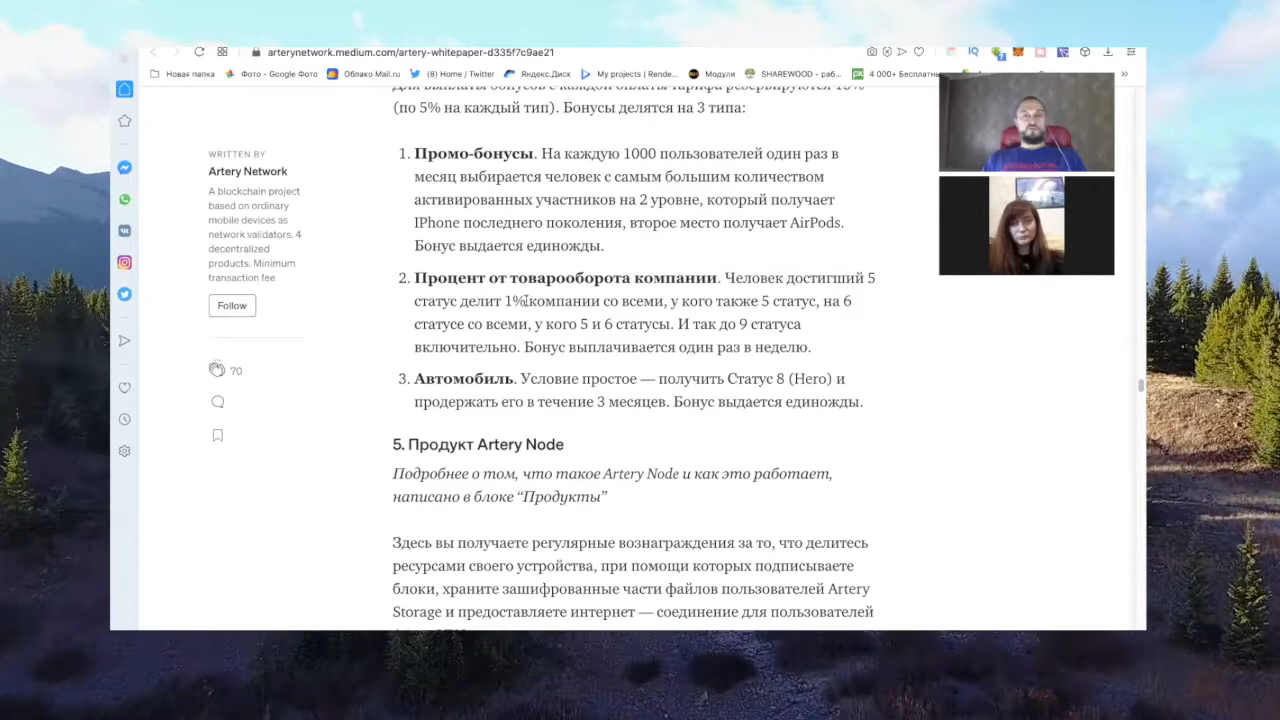 arterynetwork.medium.com/artery-whitepaper-d335f7c9ae21
Новая папка
Фото - Google Фото
Облако Mail.ru
(8) Home / Twitter
Яндекс.Диск
My projects | Rende...
Модули
SHAREWOOD - раб...
4 000+ Бесплатны
Для выплаты бонусов с каждой оплаты тарифа резервируются 15%
(по 5% на каждый тип). Бонусы делятся на 3 типа:
WRITTEN BY
Artery Network
A blockchain project
based on ordinary
mobile devices as
network validators. 4
decentralized
products. Minimum
transaction fee
Follow
70
1. Промо-бонусы. На каждую 1000 пользователей один раз в
месяц выбирается человек с самым большим количеством
активированных участников на 2 уровне, который получает
IPhone последнего поколения, второе место получает AirPods.
Бонус выдается единожды.
2. Процент от товарооборота компании. Человек достигший 5
статус делит 1% компании со всеми, у кого также 5 статус, на 6
статусе со всеми, у кого 5 и 6 статусы. И так до 9 статуса
включительно. Бонус выплачивается один раз в неделю.
3. Автомобиль. Условие простое — получить Статус 8 (Hero) и
продержать его в течение 3 месяцев. Бонус выдается единожды.
5. Продукт Artery Node
Подробнее о том, что такое Artery Node и как это работает,
написано в блоке “Продукты”
Здесь вы получаете регулярные вознаграждения за то, что делитесь
ресурсами своего устройства, при помощи которых подписываете
блоки, храните зашифрованные части файлов пользователей Artery
Storage и предоставляете интернет — соединение для пользователей